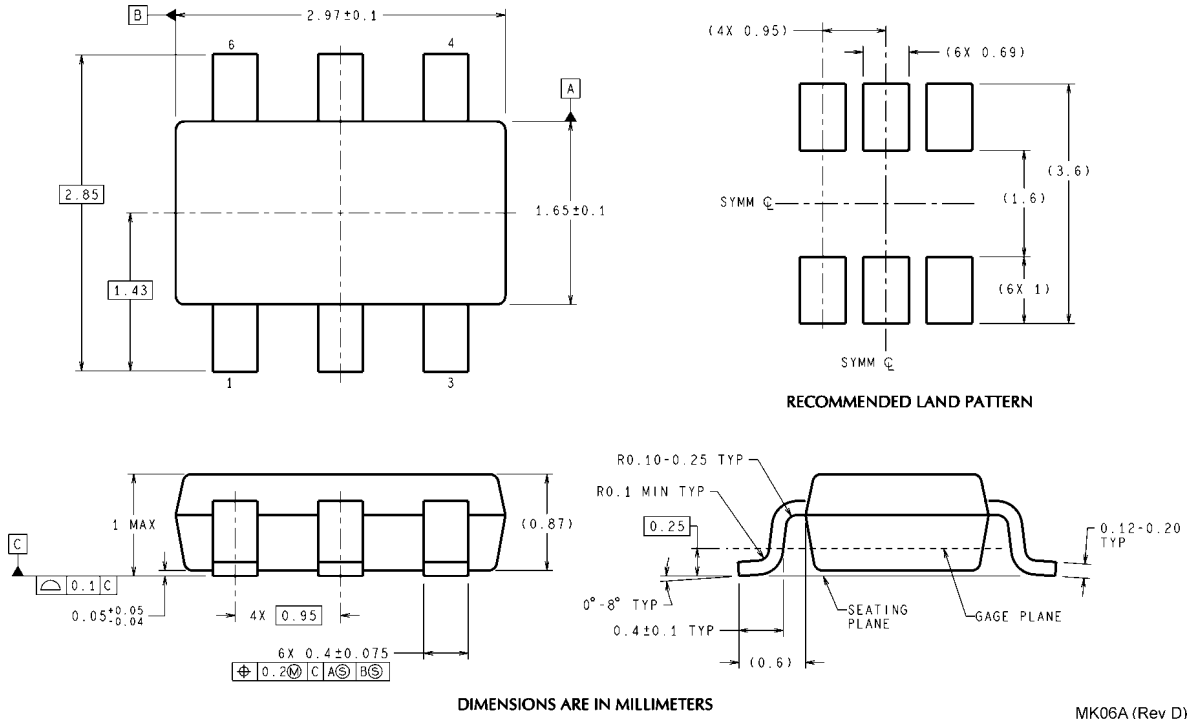 B
2.97±0.1
6
4
A
2.85
1.65±0.1
1.43
1
3
(4X 0.95)
(6X 0.69)
(3.6)
SYMM ℄
(1.6)
(6X 1)
SYMM ℄
RECOMMENDED LAND PATTERN
1 MAX
(0.87)
C
⌓ 0.1 C
0.05+0.05
-0.04
4X 0.95
6X 0.4±0.075
⌖ 0.2Ⓜ C AⓈ BⓈ
R0.10-0.25 TYP
R0.1 MIN TYP
0.25
0.12-0.20
TYP
0°-8° TYP
SEATING
PLANE
GAGE PLANE
0.4±0.1 TYP
(0.6)
DIMENSIONS ARE IN MILLIMETERS
MK06A (Rev D)